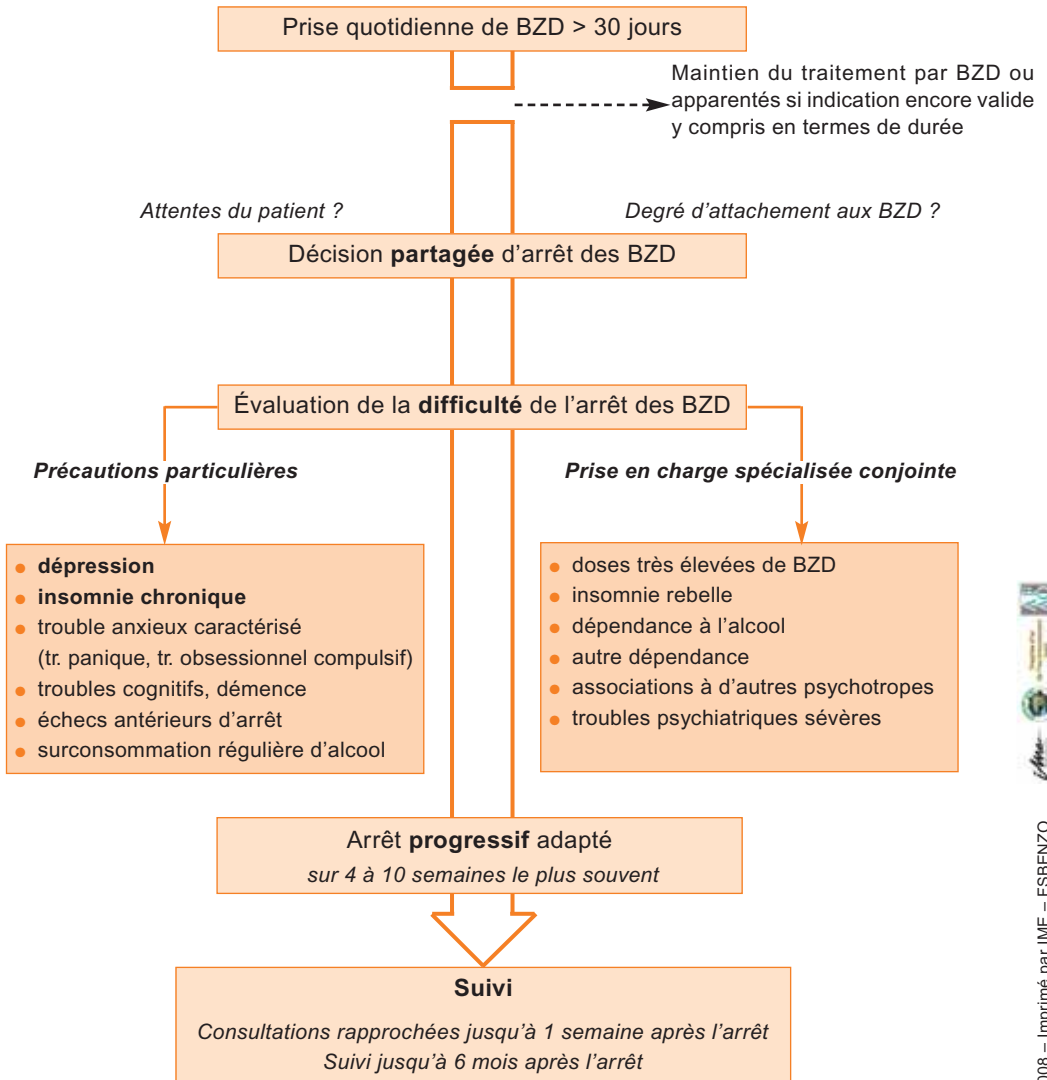 Prise quotidienne de BZD > 30 jours
Maintien du traitement par BZD ou
apparentés si indication encore valide
y compris en termes de durée
Attentes du patient ?
Degré d'attachement aux BZD ?
Décision partagée d'arrêt des BZD
Évaluation de la difficulté de l'arrêt des BZD
Précautions particulières
Prise en charge spécialisée conjointe
• dépression
• insomnie chronique
• trouble anxieux caractérisé
(tr. panique, tr. obsessionnel compulsif)
• troubles cognitifs, démence
• échecs antérieurs d'arrêt
• surconsommation régulière d'alcool
• doses très élevées de BZD
• insomnie rebelle
• dépendance à l'alcool
• autre dépendance
• associations à d'autres psychotropes
• troubles psychiatriques sévères
Arrêt progressif adapté
sur 4 à 10 semaines le plus souvent
Suivi
Consultations rapprochées jusqu'à 1 semaine après l'arrêt
Suivi jusqu'à 6 mois après l'arrêt
008 – Imprimé par IME – FSBENZO